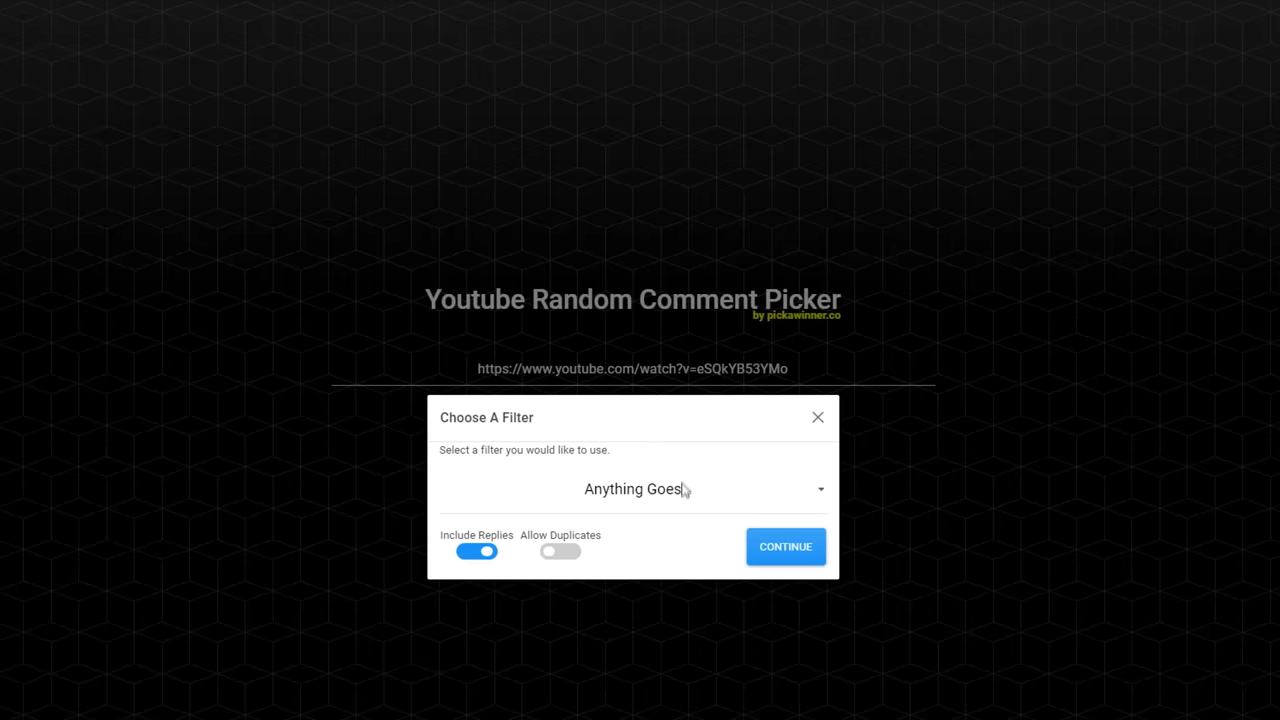 Youtube Random Comment Picker
by pickawinner.co
https://www.youtube.com/watch?v=eSQkYB53YMo
Choose A Filter
Select a filter you would like to use.
Anything Goes
Include Replies Allow Duplicates
CONTINUE